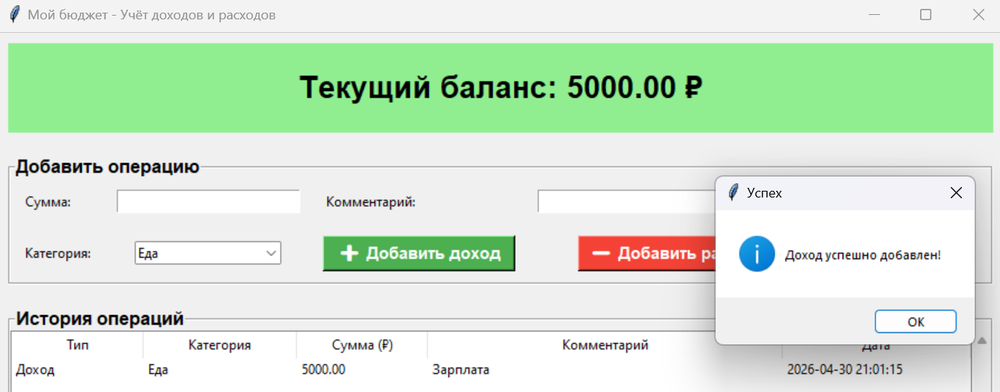 Мой бюджет - Учёт доходов и расходов
Текущий баланс: 5000.00 ₽
Добавить операцию
Сумма:
Комментарий:
Категория:
Еда
Добавить доход
Добавить ра
Успех
Доход успешно добавлен!
OK
История операций
Тип
Категория
Сумма (₽)
Комментарий
Дата
Доход
Еда
5000.00
Зарплата
2026-04-30 21:01:15